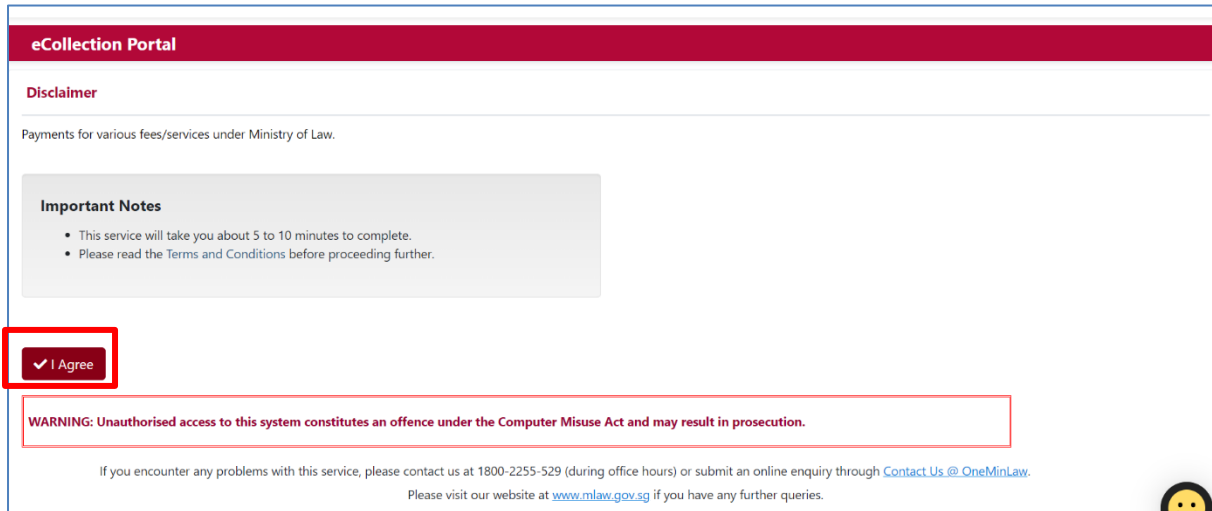 eCollection Portal
Disclaimer
Payments for various fees/services under Ministry of Law.
Important Notes
• This service will take you about 5 to 10 minutes to complete.
• Please read the Terms and Conditions before proceeding further.
✔ I Agree
WARNING: Unauthorised access to this system constitutes an offence under the Computer Misuse Act and may result in prosecution.
If you encounter any problems with this service, please contact us at 1800-2255-529 (during office hours) or submit an online enquiry through Contact Us @ OneMinLaw.
Please visit our website at www.mlaw.gov.sg if you have any further queries.